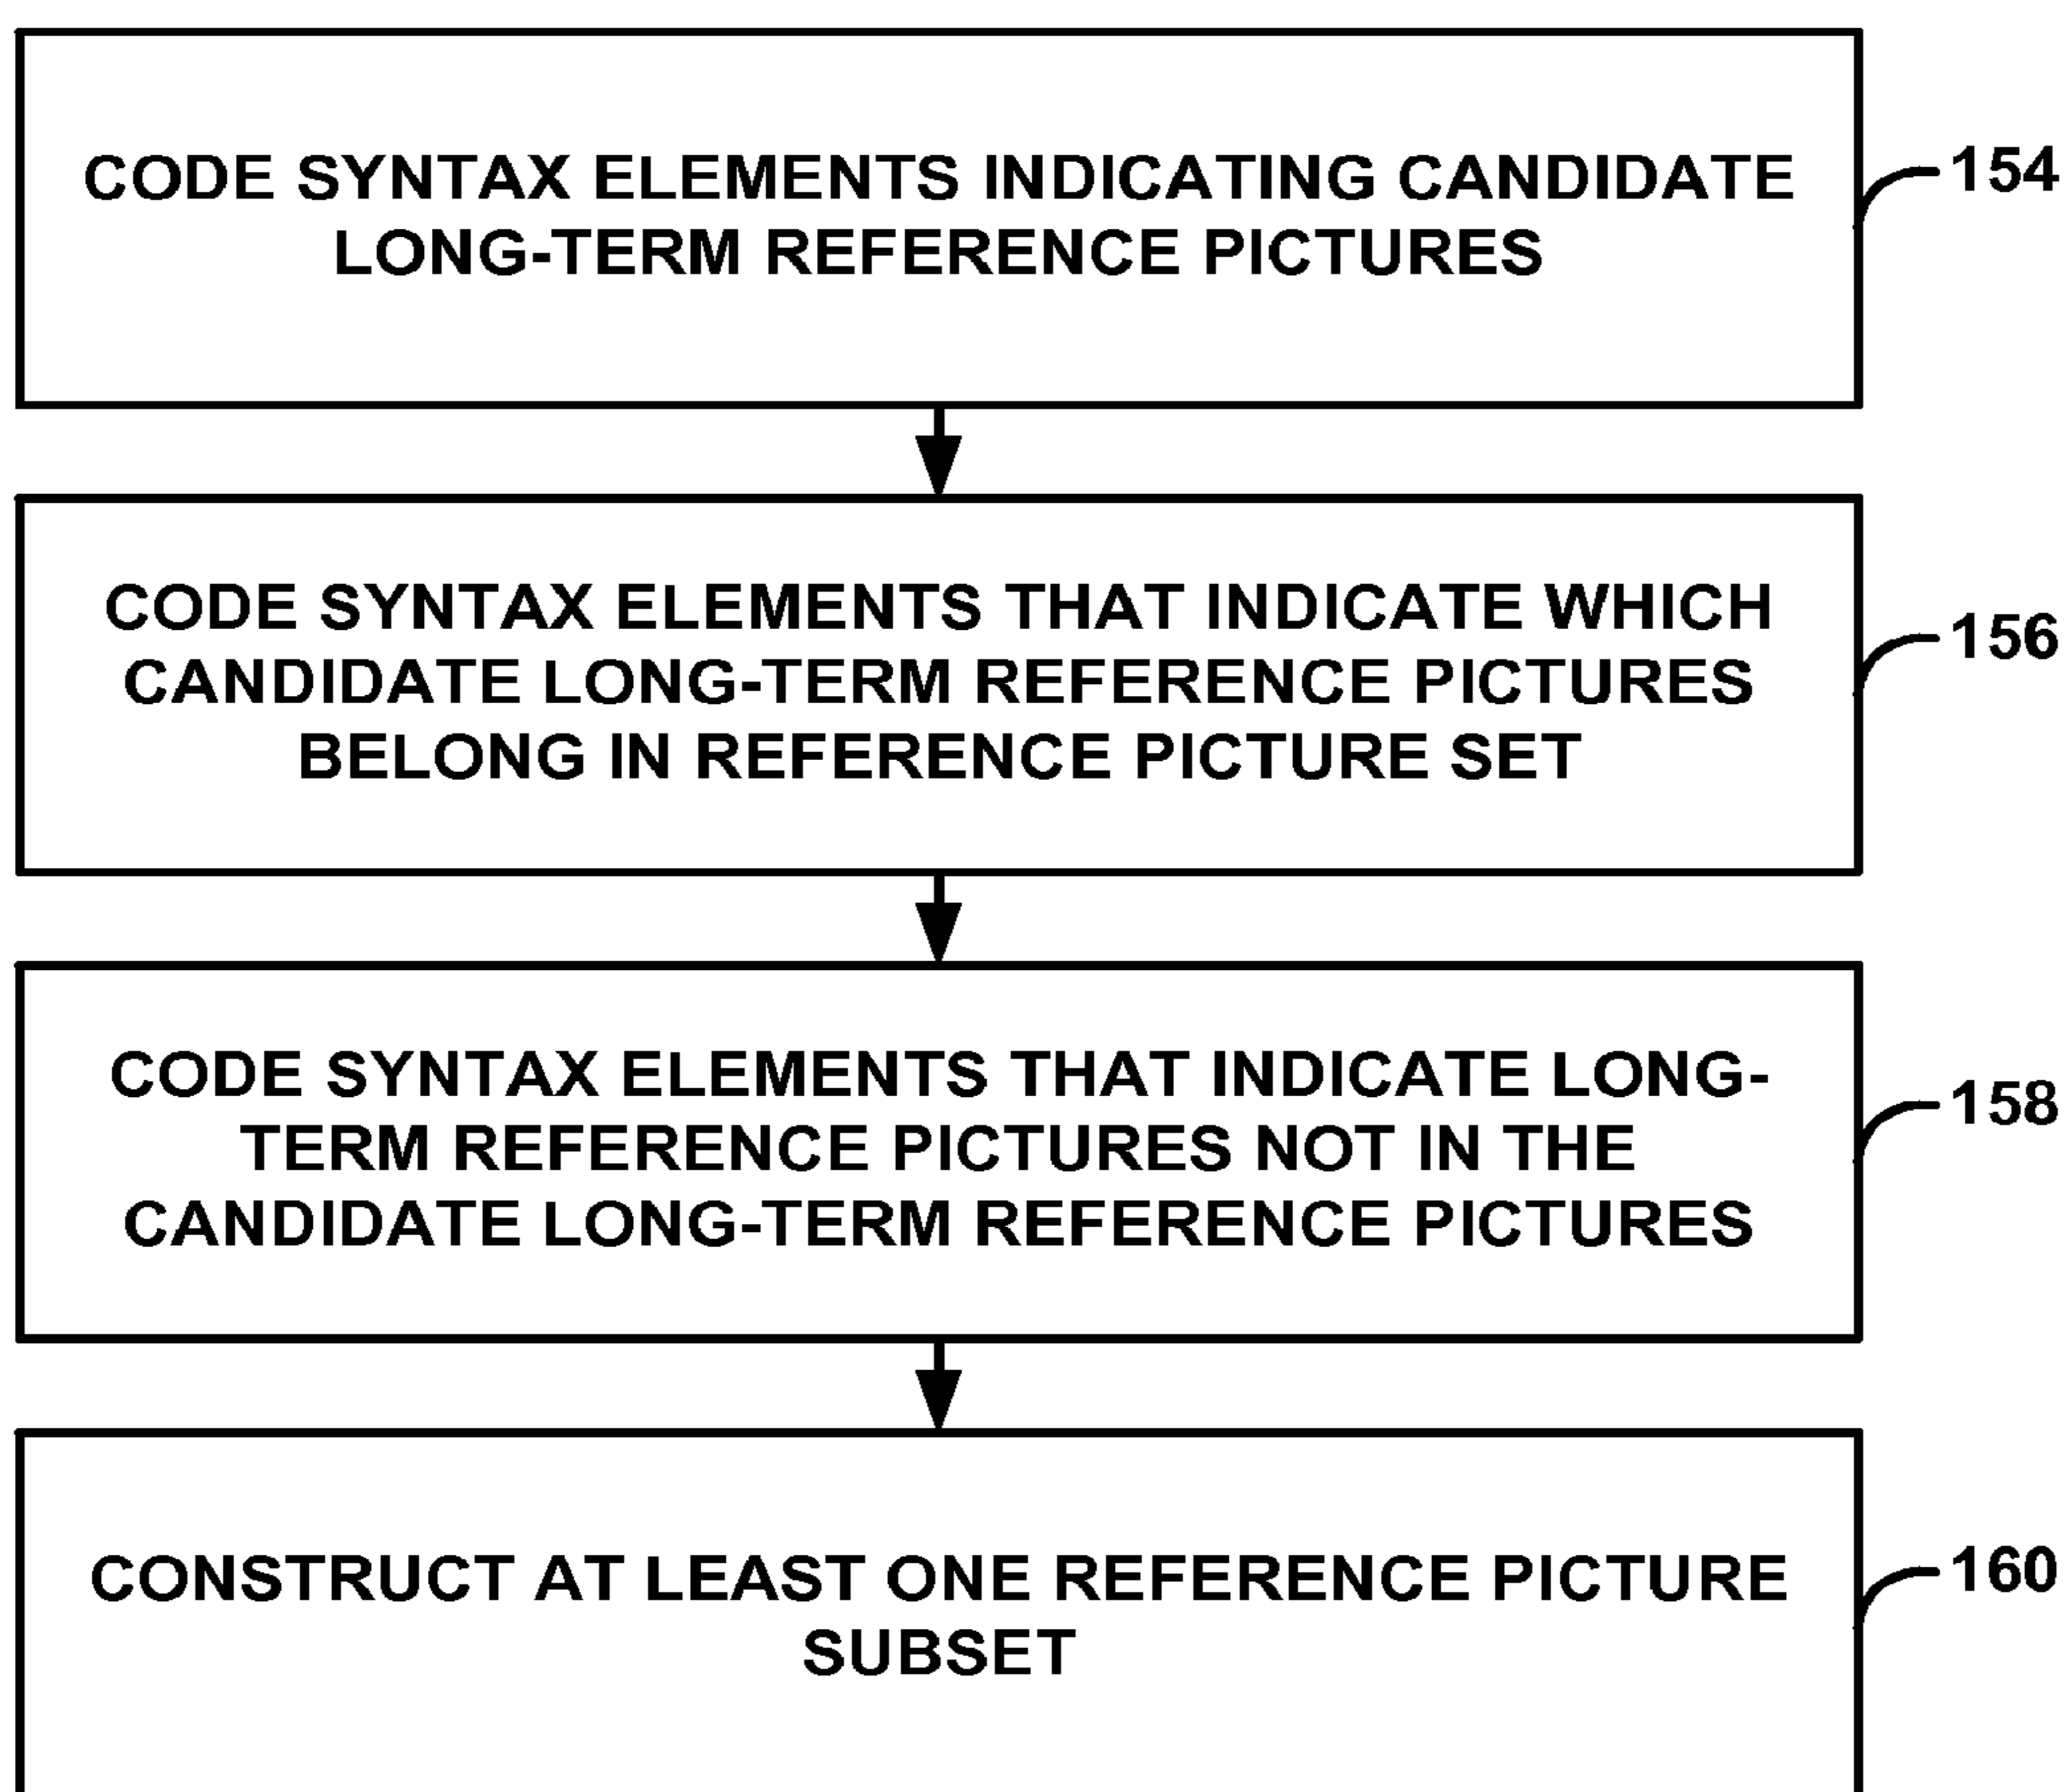 CODE SYNTAX ELEMENTS INDICATING CANDIDATE
LONG-TERM REFERENCE PICTURES
154
CODE SYNTAX ELEMENTS THAT INDICATE WHICH
CANDIDATE LONG-TERM REFERENCE PICTURES
BELONG IN REFERENCE PICTURE SET
156
CODE SYNTAX ELEMENTS THAT INDICATE LONG-
TERM REFERENCE PICTURES NOT IN THE
CANDIDATE LONG-TERM REFERENCE PICTURES
158
CONSTRUCT AT LEAST ONE REFERENCE PICTURE
SUBSET
160